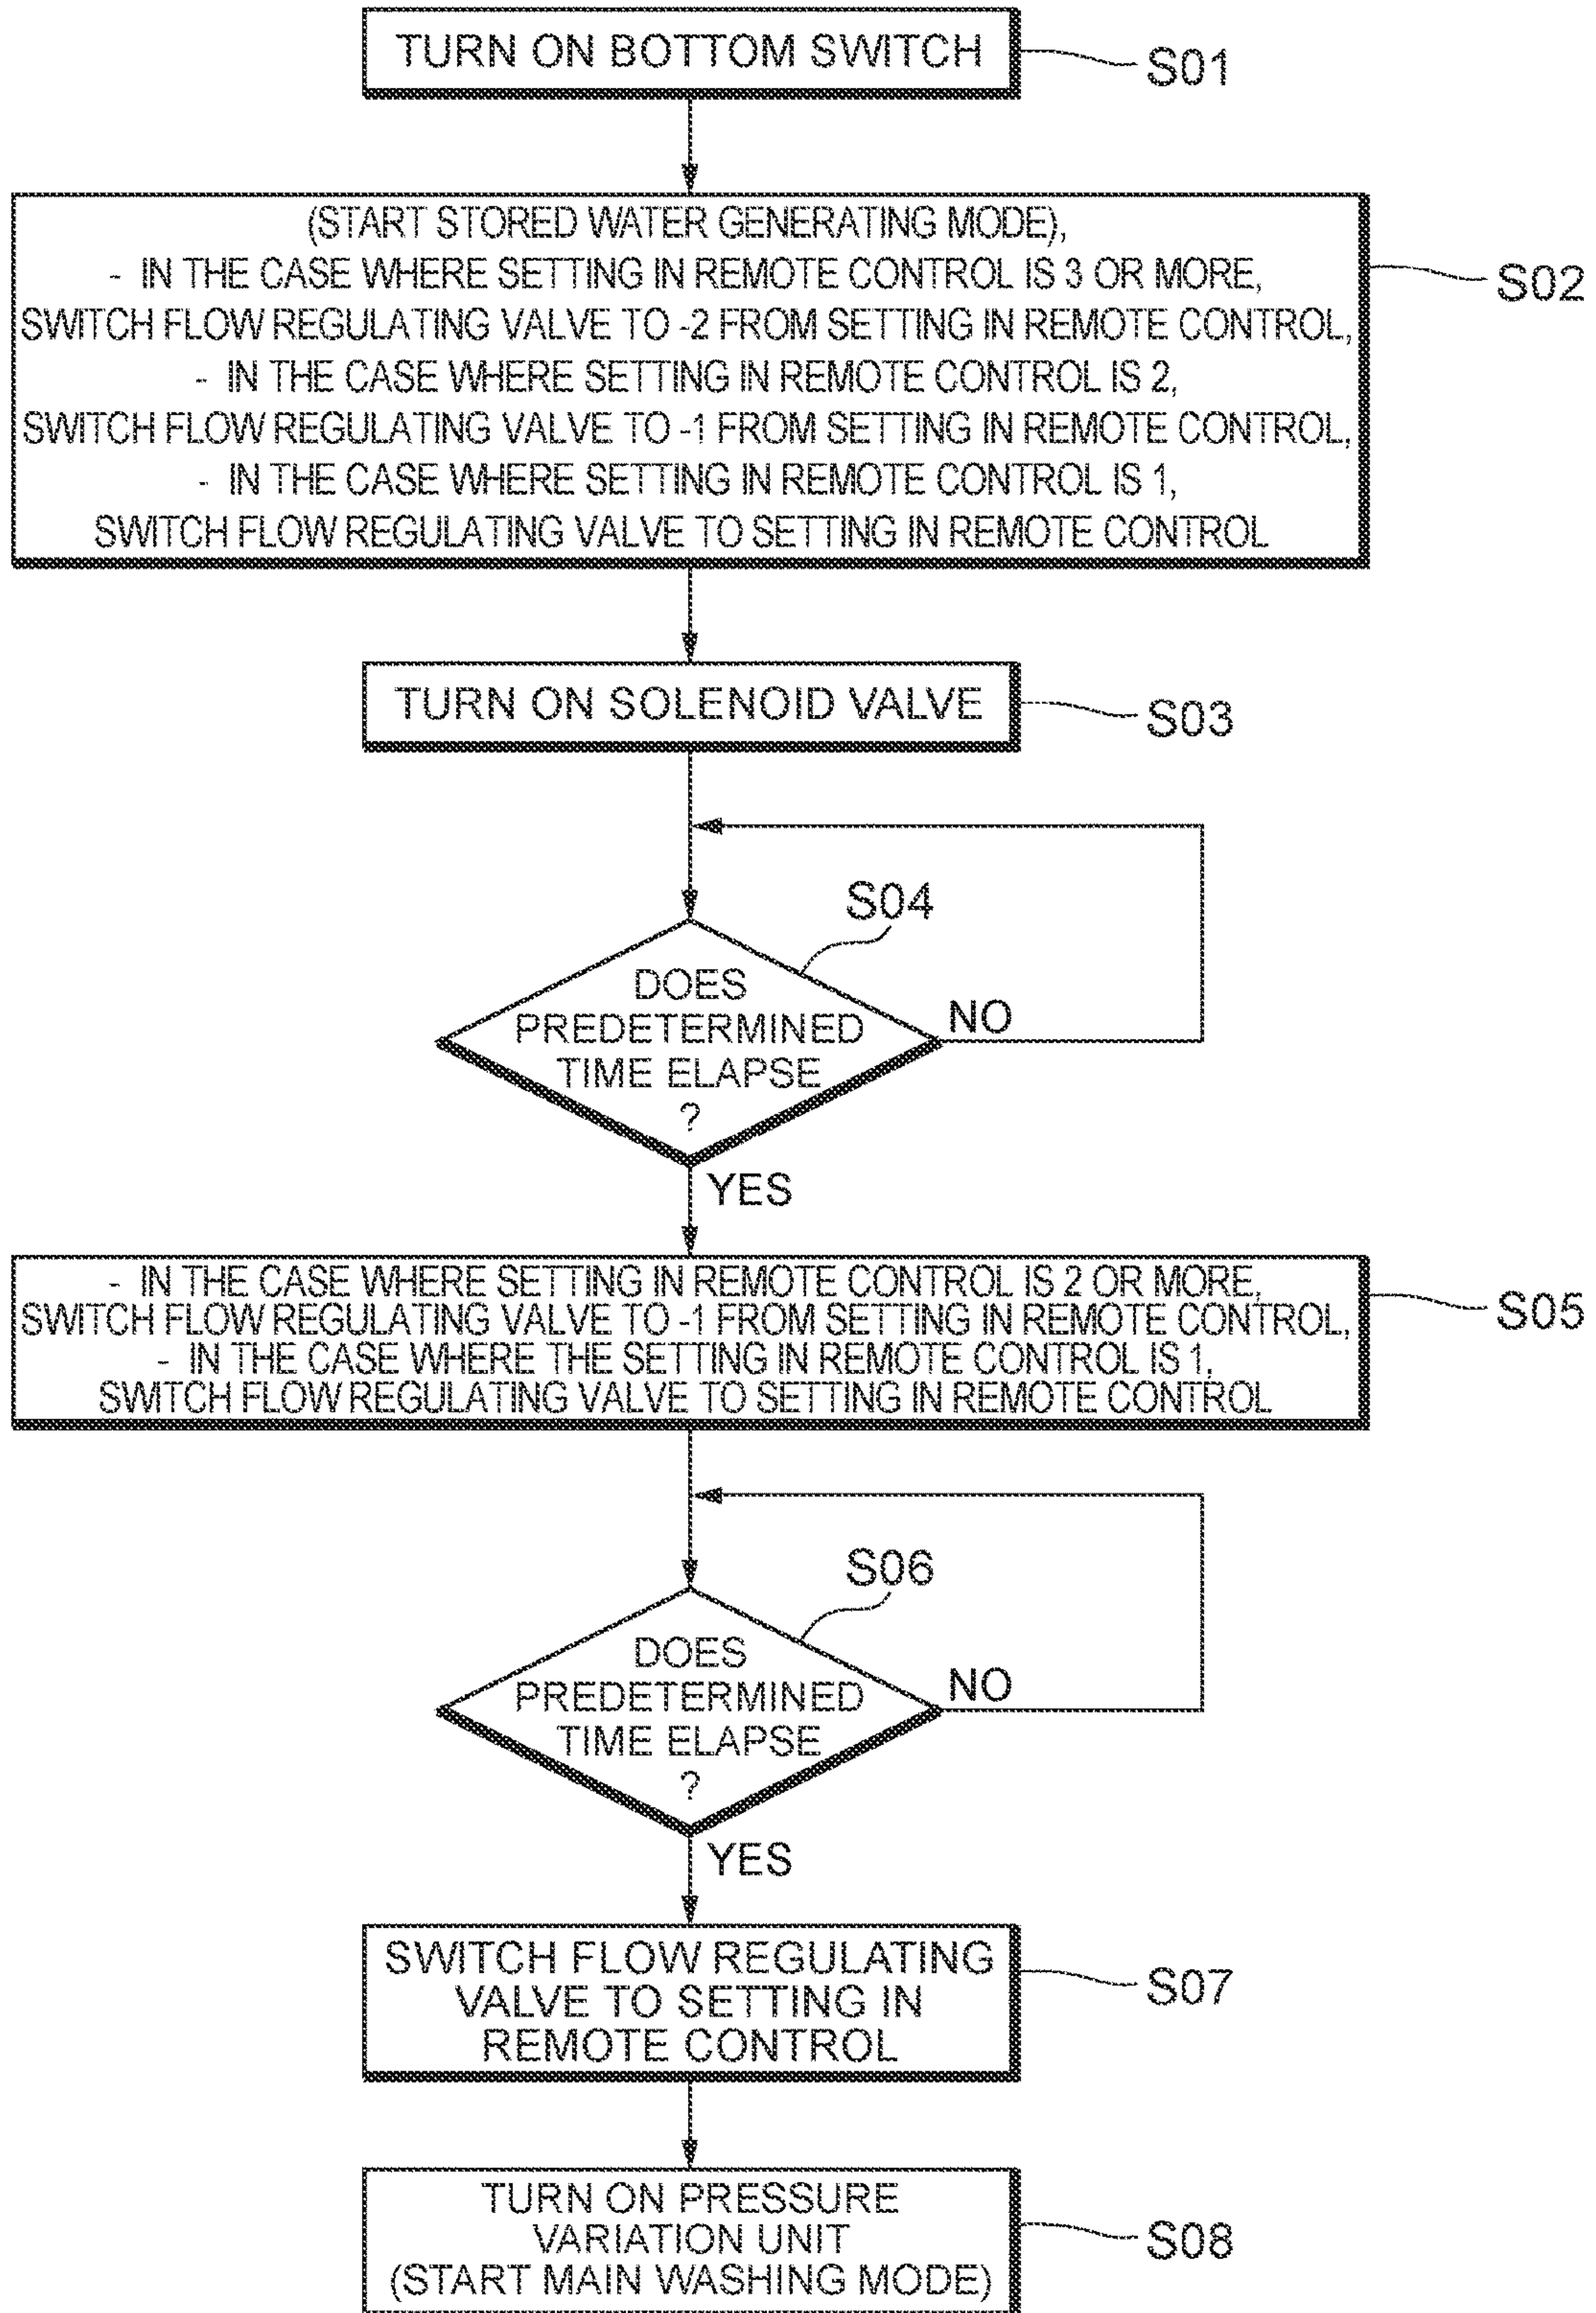 TURN ON BOTTOM SWITCH
S01
(START STORED WATER GENERATING MODE),
- IN THE CASE WHERE SETTING IN REMOTE CONTROL IS 3 OR MORE,
SWITCH FLOW REGULATING VALVE TO -2 FROM SETTING IN REMOTE CONTROL,
- IN THE CASE WHERE SETTING IN REMOTE CONTROL IS 2,
SWITCH FLOW REGULATING VALVE TO -1 FROM SETTING IN REMOTE CONTROL,
- IN THE CASE WHERE SETTING IN REMOTE CONTROL IS 1,
SWITCH FLOW REGULATING VALVE TO SETTING IN REMOTE CONTROL
S02
TURN ON SOLENOID VALVE
S03
S04
DOES
PREDETERMINED
TIME ELAPSE
?
NO
YES
- IN THE CASE WHERE SETTING IN REMOTE CONTROL IS 2 OR MORE,
SWITCH FLOW REGULATING VALVE TO -1 FROM SETTING IN REMOTE CONTROL,
- IN THE CASE WHERE THE SETTING IN REMOTE CONTROL IS 1,
SWITCH FLOW REGULATING VALVE TO SETTING IN REMOTE CONTROL
S05
S06
DOES
PREDETERMINED
TIME ELAPSE
?
NO
YES
SWITCH FLOW REGULATING
VALVE TO SETTING IN
REMOTE CONTROL
S07
TURN ON PRESSURE
VARIATION UNIT
(START MAIN WASHING MODE)
S08